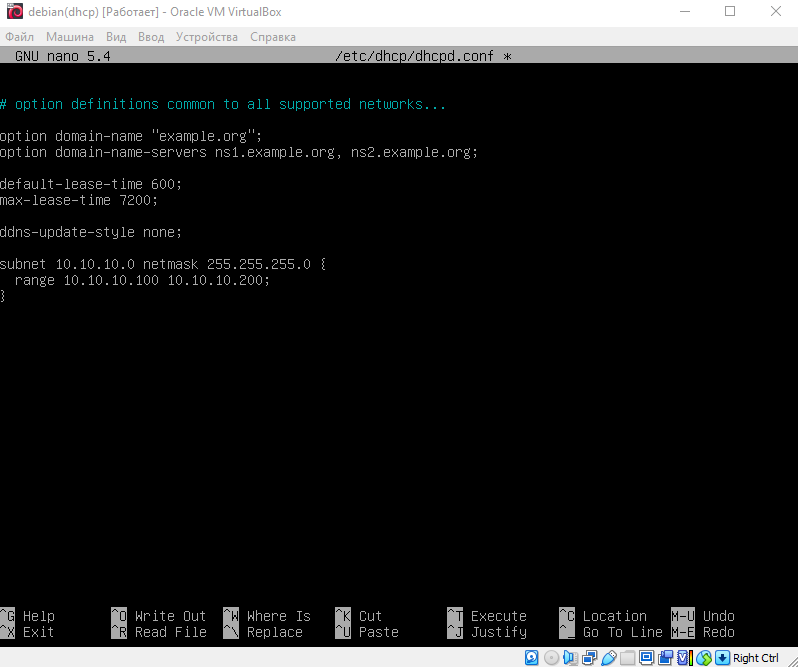 debian(dhcp) [Работает] - Oracle VM VirtualBox
Файл Машина Вид Ввод Устройства Справка
GNU nano 5.4 /etc/dhcp/dhcpd.conf *
# option definitions common to all supported networks...
option domain-name "example.org";
option domain-name-servers ns1.example.org, ns2.example.org;
default-lease-time 600;
max-lease-time 7200;
ddns-update-style none;
subnet 10.10.10.0 netmask 255.255.255.0 {
  range 10.10.10.100 10.10.10.200;
}
^G Help ^O Write Out ^W Where Is ^K Cut ^T Execute ^C Location M-U Undo
^X Exit ^R Read File ^\ Replace ^U Paste ^J Justify ^_ Go To Line M-E Redo
Right Ctrl